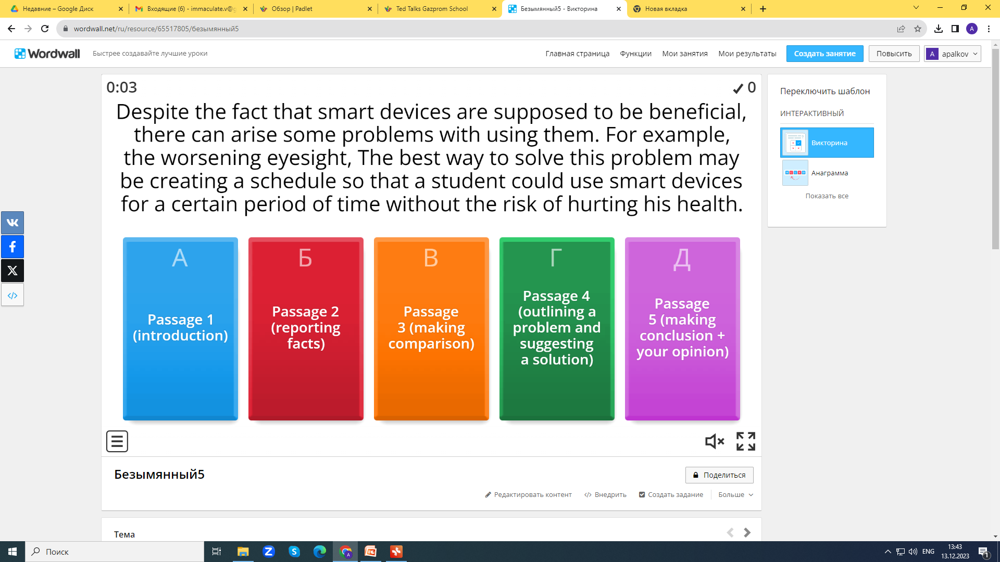 Недавние – Google Диск
Входящие (6) - immaculate.v@g
Обзор | Padlet
Ted Talks Gazprom School
Безымянный5 - Викторина
Новая вкладка
wordwall.net/ru/resource/65517805/безымянный5
A
Wordwall
Быстрее создавайте лучшие уроки
Главная страница
Функции
Мои занятия
Мои результаты
Создать занятие
Повысить
A
apalkov
0:03
0
Despite the fact that smart devices are supposed to be beneficial,
there can arise some problems with using them. For example,
the worsening eyesight, The best way to solve this problem may
be creating a schedule so that a student could use smart devices
for a certain period of time without the risk of hurting his health.
А
Passage 1
(introduction)
Б
Passage 2
(reporting
facts)
В
Passage
3 (making
comparison)
Г
Passage 4
(outlining a
problem and
suggesting
a solution)
Д
Passage
5 (making
conclusion +
your opinion)
Переключить шаблон
ИНТЕРАКТИВНЫЙ
Викторина
Анаграмма
Показать все
Безымянный5
Поделиться
Редактировать контент
Внедрить
Создать задание
Больше
Тема
Поиск
ENG
13:43
13.12.2023
1